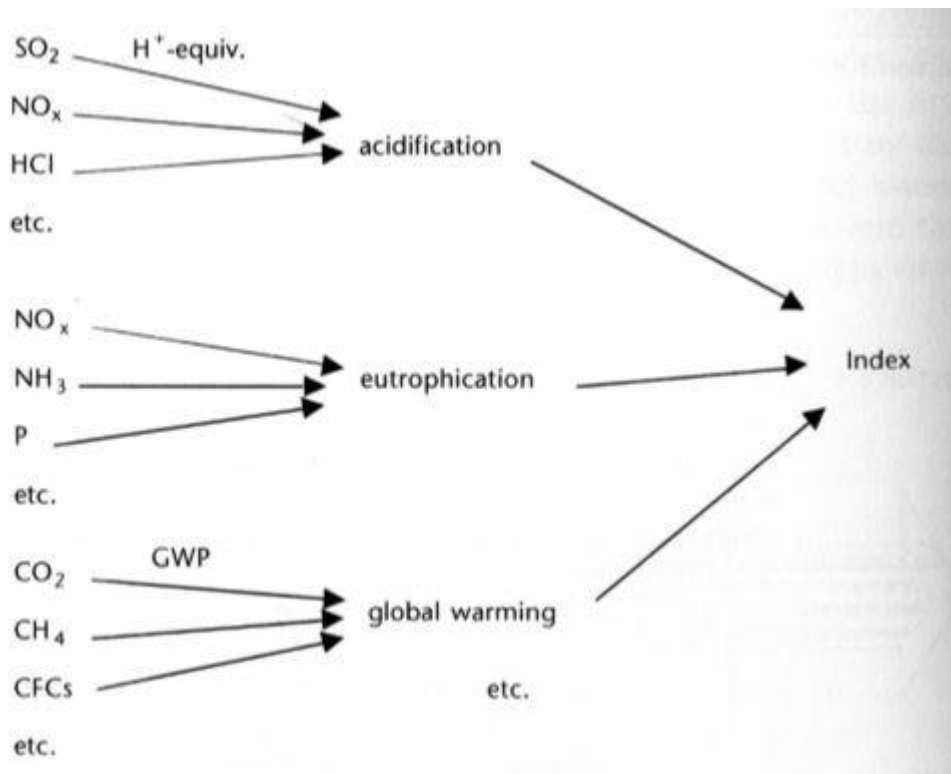 SO₂
H⁺-equiv.
NOₓ
HCl
acidification
etc.
NOₓ
NH₃
eutrophication
Index
P
etc.
CO₂
GWP
CH₄
global warming
CFCs
etc.
etc.